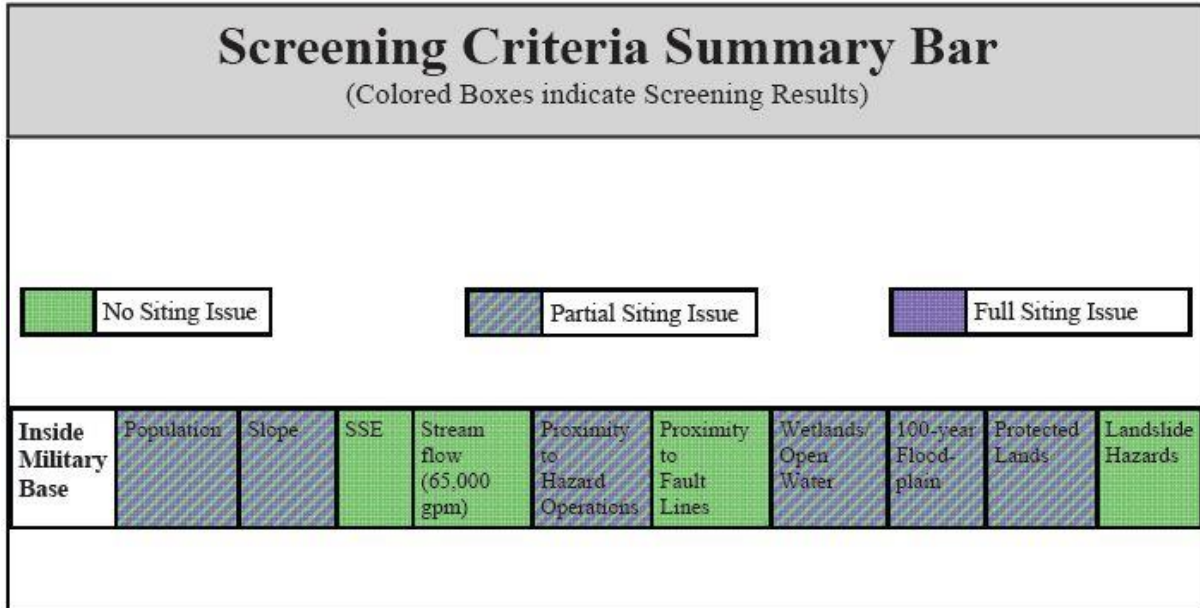 Screening Criteria Summary Bar
(Colored Boxes indicate Screening Results)
No Siting Issue
Partial Siting Issue
Full Siting Issue
Inside
Military
Base
Population
Slope
SSE
Stream
flow
(65,000
gpm)
Proximity
to
Hazard
Operations
Proximity
to
Fault
Lines
Wetlands/
Open
Water
100-year
Flood-
plain
Protected
Lands
Landslide
Hazards